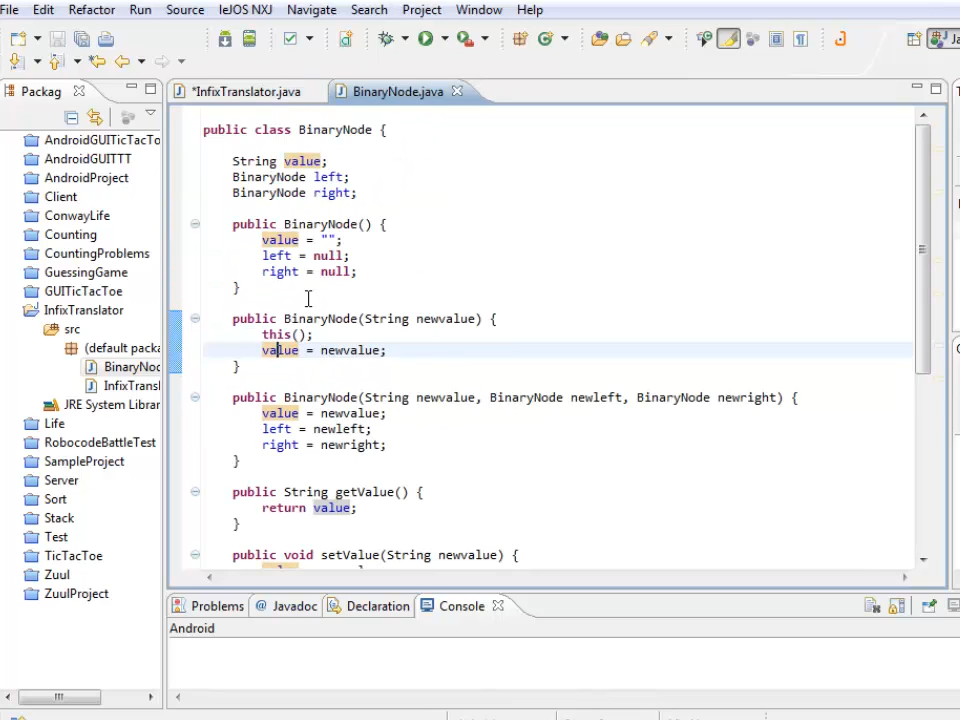 File Edit Refactor Run Source leJOS NXJ Navigate Search Project Window Help
Packag
*InfixTranslator.java
BinaryNode.java
AndroidGUITicTacTo
AndroidGUITTT
AndroidProject
Client
ConwayLife
Counting
CountingProblems
GuessingGame
GUITicTacToe
InfixTranslator
src
(default packa
BinaryNoc
InfixTransl
JRE System Librar
Life
RobocodeBattleTest
SampleProject
Server
Sort
Stack
Test
TicTacToe
Zuul
ZuulProject
public class BinaryNode {
String value;
BinaryNode left;
BinaryNode right;
public BinaryNode() {
value = "";
left = null;
right = null;
}
public BinaryNode(String newvalue) {
this();
value = newvalue;
}
public BinaryNode(String newvalue, BinaryNode newleft, BinaryNode newright) {
value = newvalue;
left = newleft;
right = newright;
}
public String getValue() {
return value;
}
public void setValue(String newvalue) {
Problems @ Javadoc Declaration Console
Android